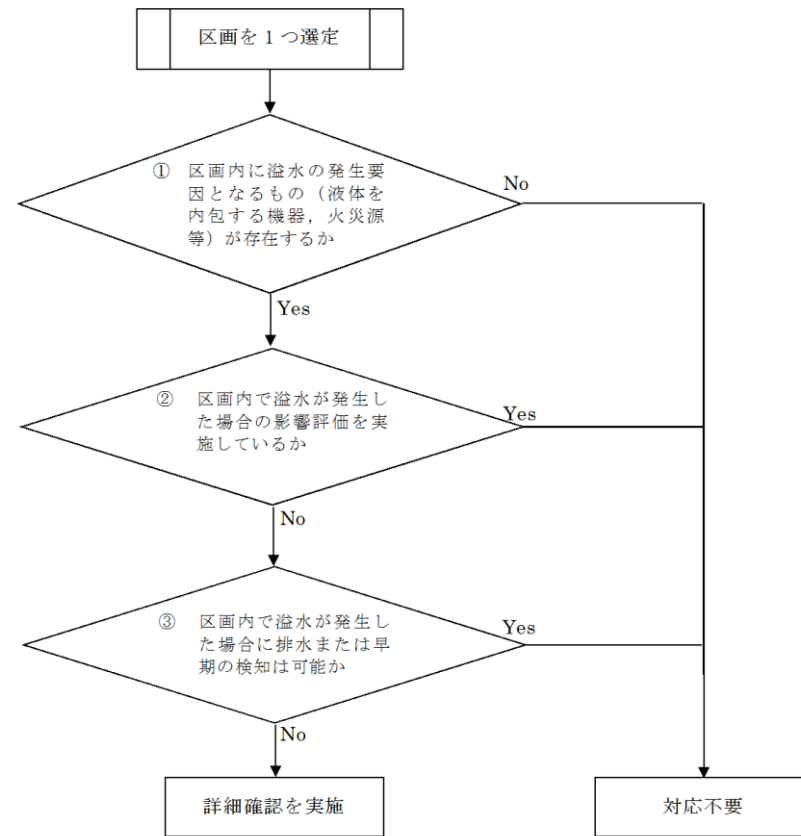 区画を1つ選定
① 区画内に溢水の発生要
因となるもの（液体を
内包する機器，火災源
等）が存在するか
No
Yes
② 区画内で溢水が発生し
た場合の影響評価を実
施しているか
Yes
No
③ 区画内で溢水が発生し
た場合に排水または早
期の検知は可能か
Yes
No
詳細確認を実施
対応不要